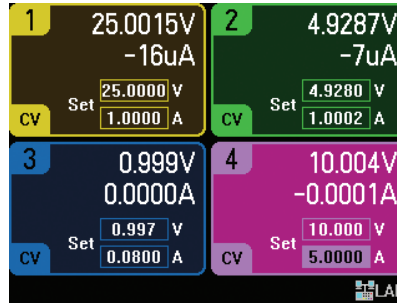 1 25.0015V
-16uA
Set 25.0000 V
1.0000 A
CV
2 4.9287V
-7uA
Set 4.9280 V
1.0002 A
CV
3 0.999V
0.0000A
Set 0.997 V
0.0800 A
CV
4 10.004V
-0.0001A
Set 10.000 V
5.0000 A
CV